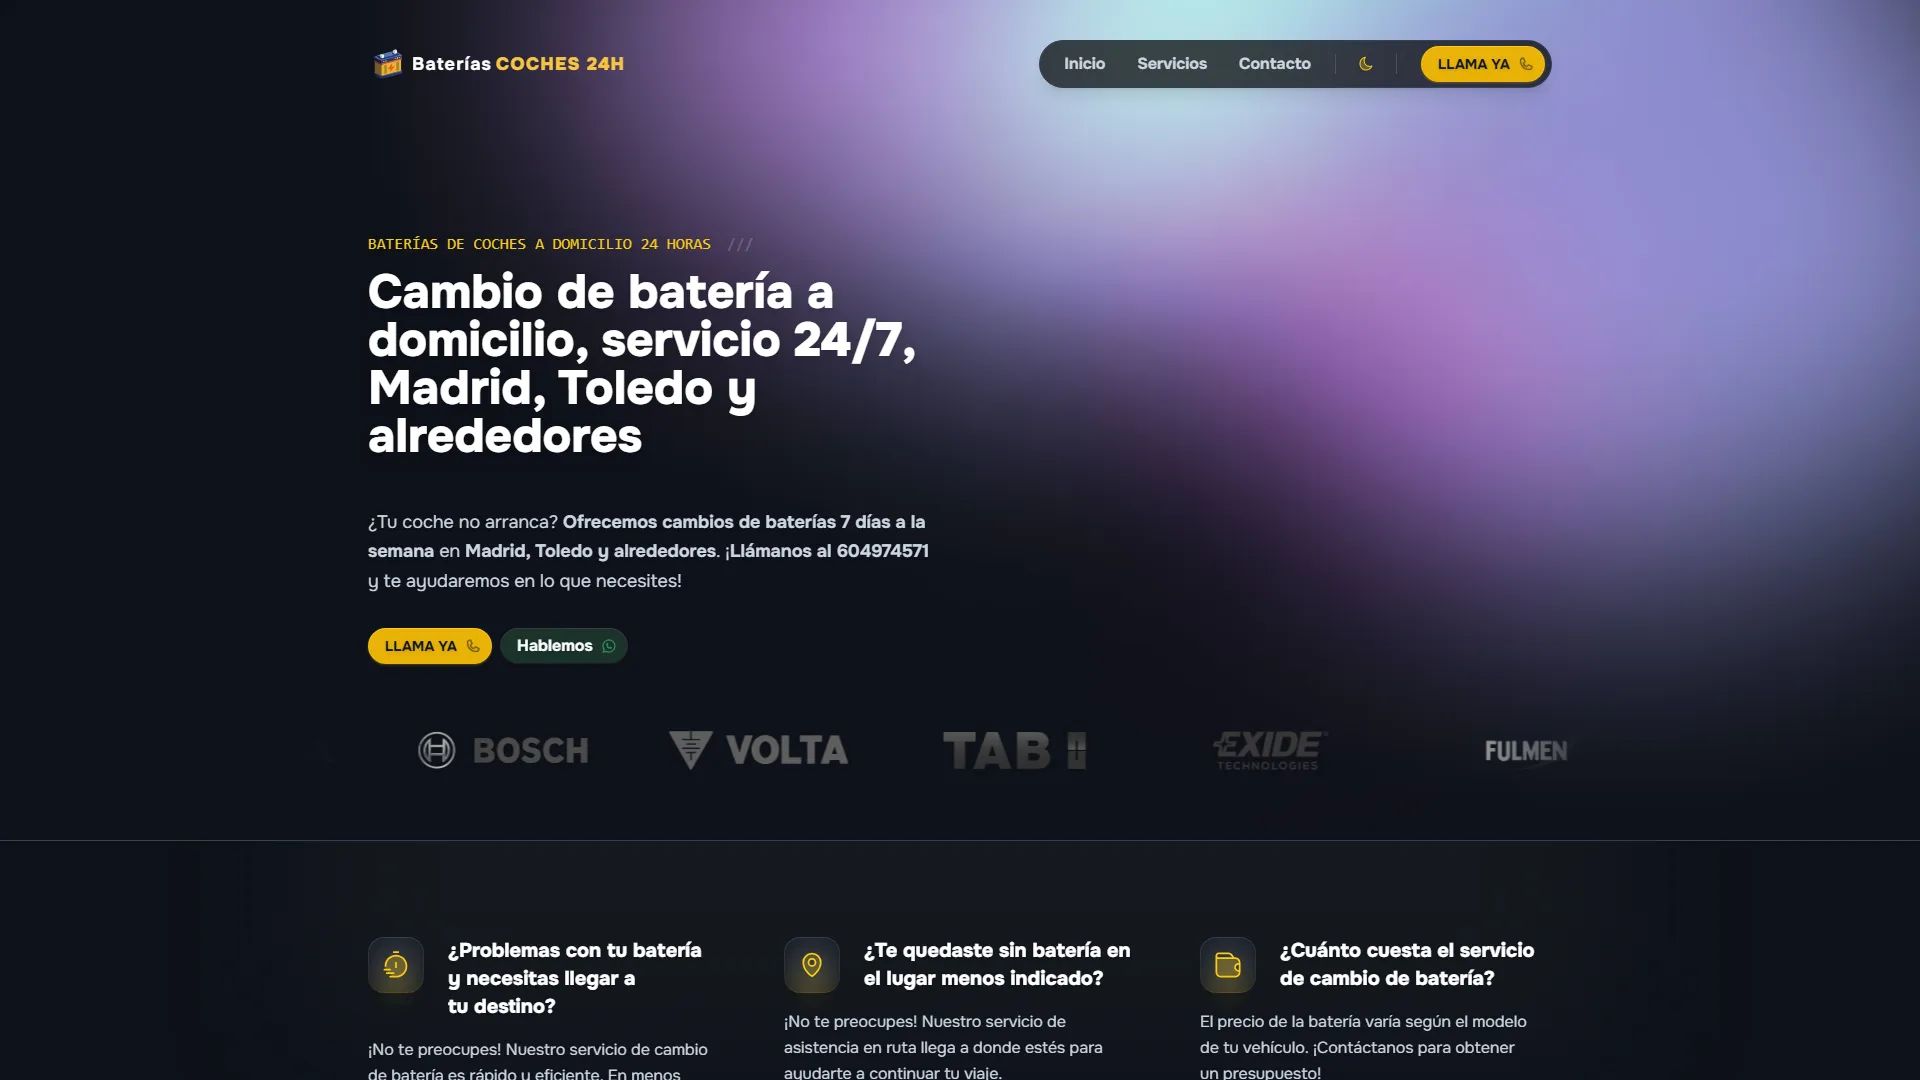 Baterías COCHES 24H
Inicio
Servicios
Contacto
LLAMA YA
BATERÍAS DE COCHES A DOMICILIO 24 HORAS ///
Cambio de batería a
domicilio, servicio 24/7,
Madrid, Toledo y
alrededores
¿Tu coche no arranca? Ofrecemos cambios de baterías 7 días a la
semana en Madrid, Toledo y alrededores. ¡Llámanos al 604974571
y te ayudaremos en lo que necesites!
LLAMA YA
Hablemos
BOSCH
VOLTA
TAB
EXIDE
TECHNOLOGIES
FULMEN
¿Problemas con tu batería
y necesitas llegar a
tu destino?
¡No te preocupes! Nuestro servicio de cambio
de batería es rápido y eficiente. En menos
¿Te quedaste sin batería en
el lugar menos indicado?
¡No te preocupes! Nuestro servicio de
asistencia en ruta llega a donde estés para
ayudarte a continuar tu viaje.
¿Cuánto cuesta el servicio
de cambio de batería?
El precio de la batería varía según el modelo
de tu vehículo. ¡Contáctanos para obtener
un presupuesto!